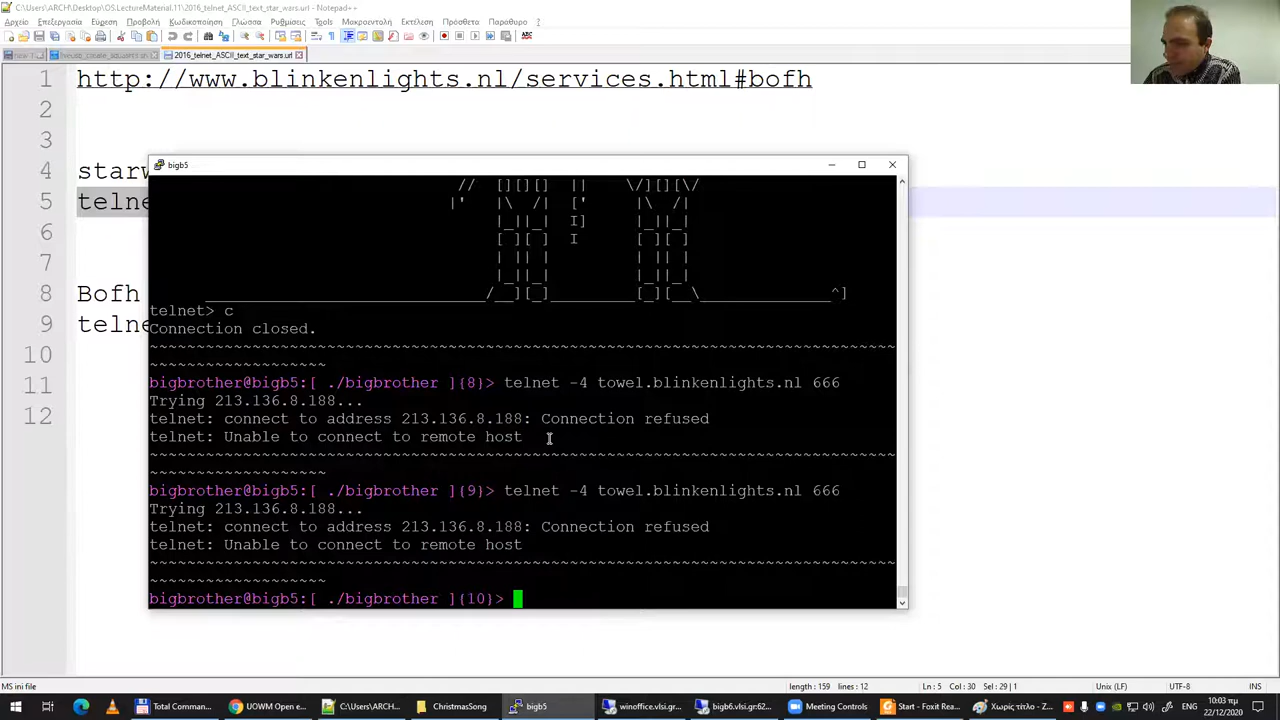 C:\Users\ARCH\Desktop\OS.LectureMaterial.11\2016_telnet_ASCII_text_star_wars.url - Notepad++
Αρχείο Επεξεργασία Εύρεση Προβολή Κωδικοποίηση Γλώσσα Ρυθμίσεις Tools Μακροεντολή Εκτέλεση Πρόσθετα Παράθυρο ?
2016_telnet_ASCII_text_star_wars.url
1 http://www.blinkenlights.nl/services.html#bofh
2
3
4 starw
5 telne
6
7
8 Bofh
9 telne
10
11
12
bigb5
// [][][] || \/][][\/
|' |\ /| [' |\ /|
|_||_| I] |_||_|
[ ][ ] I [ ][ ]
| || | | || |
|_||_| |_||_|
______________________________/__][_]_________[_][__\______________^]
telnet> c
Connection closed.
~~~~~~~~~~~~~~~~~~~~~~~~~~~~~~~~~~~~~~~~~~~~~~~~~~~~~~~~~~~~~~~~~~~~~~~~~~~~~~~~
~~~~~~~~~~~~~~~~~~~
bigbrother@bigb5:[ ./bigbrother ]{8}> telnet -4 towel.blinkenlights.nl 666
Trying 213.136.8.188...
telnet: connect to address 213.136.8.188: Connection refused
telnet: Unable to connect to remote host
~~~~~~~~~~~~~~~~~~~~~~~~~~~~~~~~~~~~~~~~~~~~~~~~~~~~~~~~~~~~~~~~~~~~~~~~~~~~~~~~
~~~~~~~~~~~~~~~~~~~
bigbrother@bigb5:[ ./bigbrother ]{9}> telnet -4 towel.blinkenlights.nl 666
Trying 213.136.8.188...
telnet: connect to address 213.136.8.188: Connection refused
telnet: Unable to connect to remote host
~~~~~~~~~~~~~~~~~~~~~~~~~~~~~~~~~~~~~~~~~~~~~~~~~~~~~~~~~~~~~~~~~~~~~~~~~~~~~~~~
~~~~~~~~~~~~~~~~~~~
bigbrother@bigb5:[ ./bigbrother ]{10}>
MS ini file length : 159 lines : 12 Ln : 5 Col : 30 Sel : 29 | 1 Unix (LF) UTF-8 INS
Total Comman... UOWM Open e... C:\Users\ARCH... ChristmasSong bigb5 winoffice.vlsi.gr... bigb6.vlsi.gr:62... Meeting Controls Start - Foxit Rea... Χωρίς τίτλο - Z...
10:03 πμ
22/12/2020